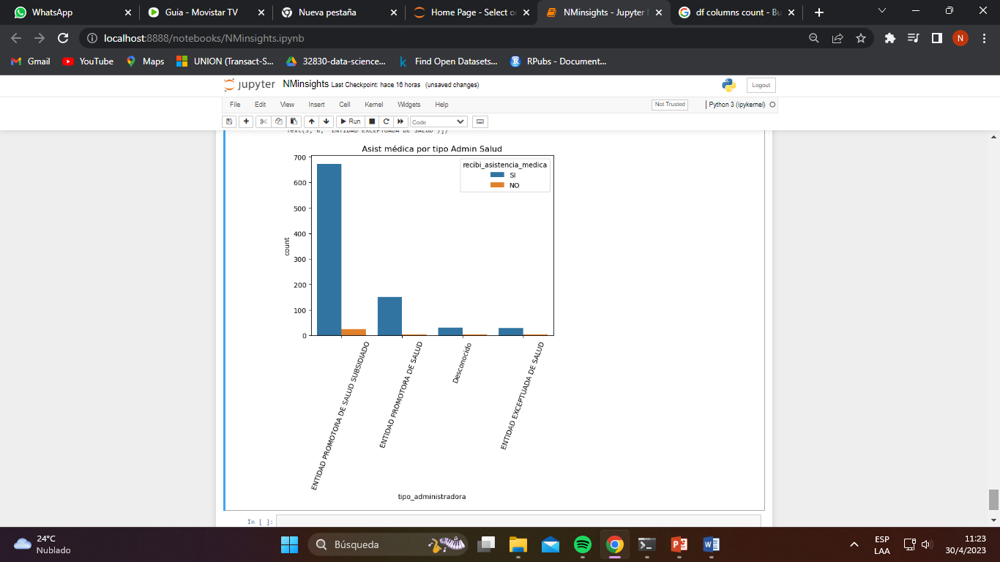 WhatsApp
Guia - Movistar TV
Nueva pestaña
Home Page - Select or
NMinsights - Jupyter N
df columns count - Bu
localhost:8888/notebooks/NMinsights.ipynb
N
Gmail
YouTube
Maps
UNION (Transact-S...
32830-data-science...
Find Open Datasets...
RPubs - Document...
jupyter NMinsights Last Checkpoint: hace 16 horas (unsaved changes)
Logout
File Edit View Insert Cell Kernel Widgets Help
Not Trusted
Python 3 (ipykernel)
Run
Code
Text(3, 0, 'ENTIDAD EXCEPTUADA DE SALUD')])
Asist médica por tipo Admin Salud
recibi_asistencia_medica
SI
NO
700
600
500
400
300
200
100
0
count
ENTIDAD PROMOTORA DE SALUD SUBSIDIADO
ENTIDAD PROMOTORA DE SALUD
Desconocido
ENTIDAD EXCEPTUADA DE SALUD
tipo_administradora
In [ ]:
24°C
Nublado
Búsqueda
ESP
LAA
11:23
30/4/2023